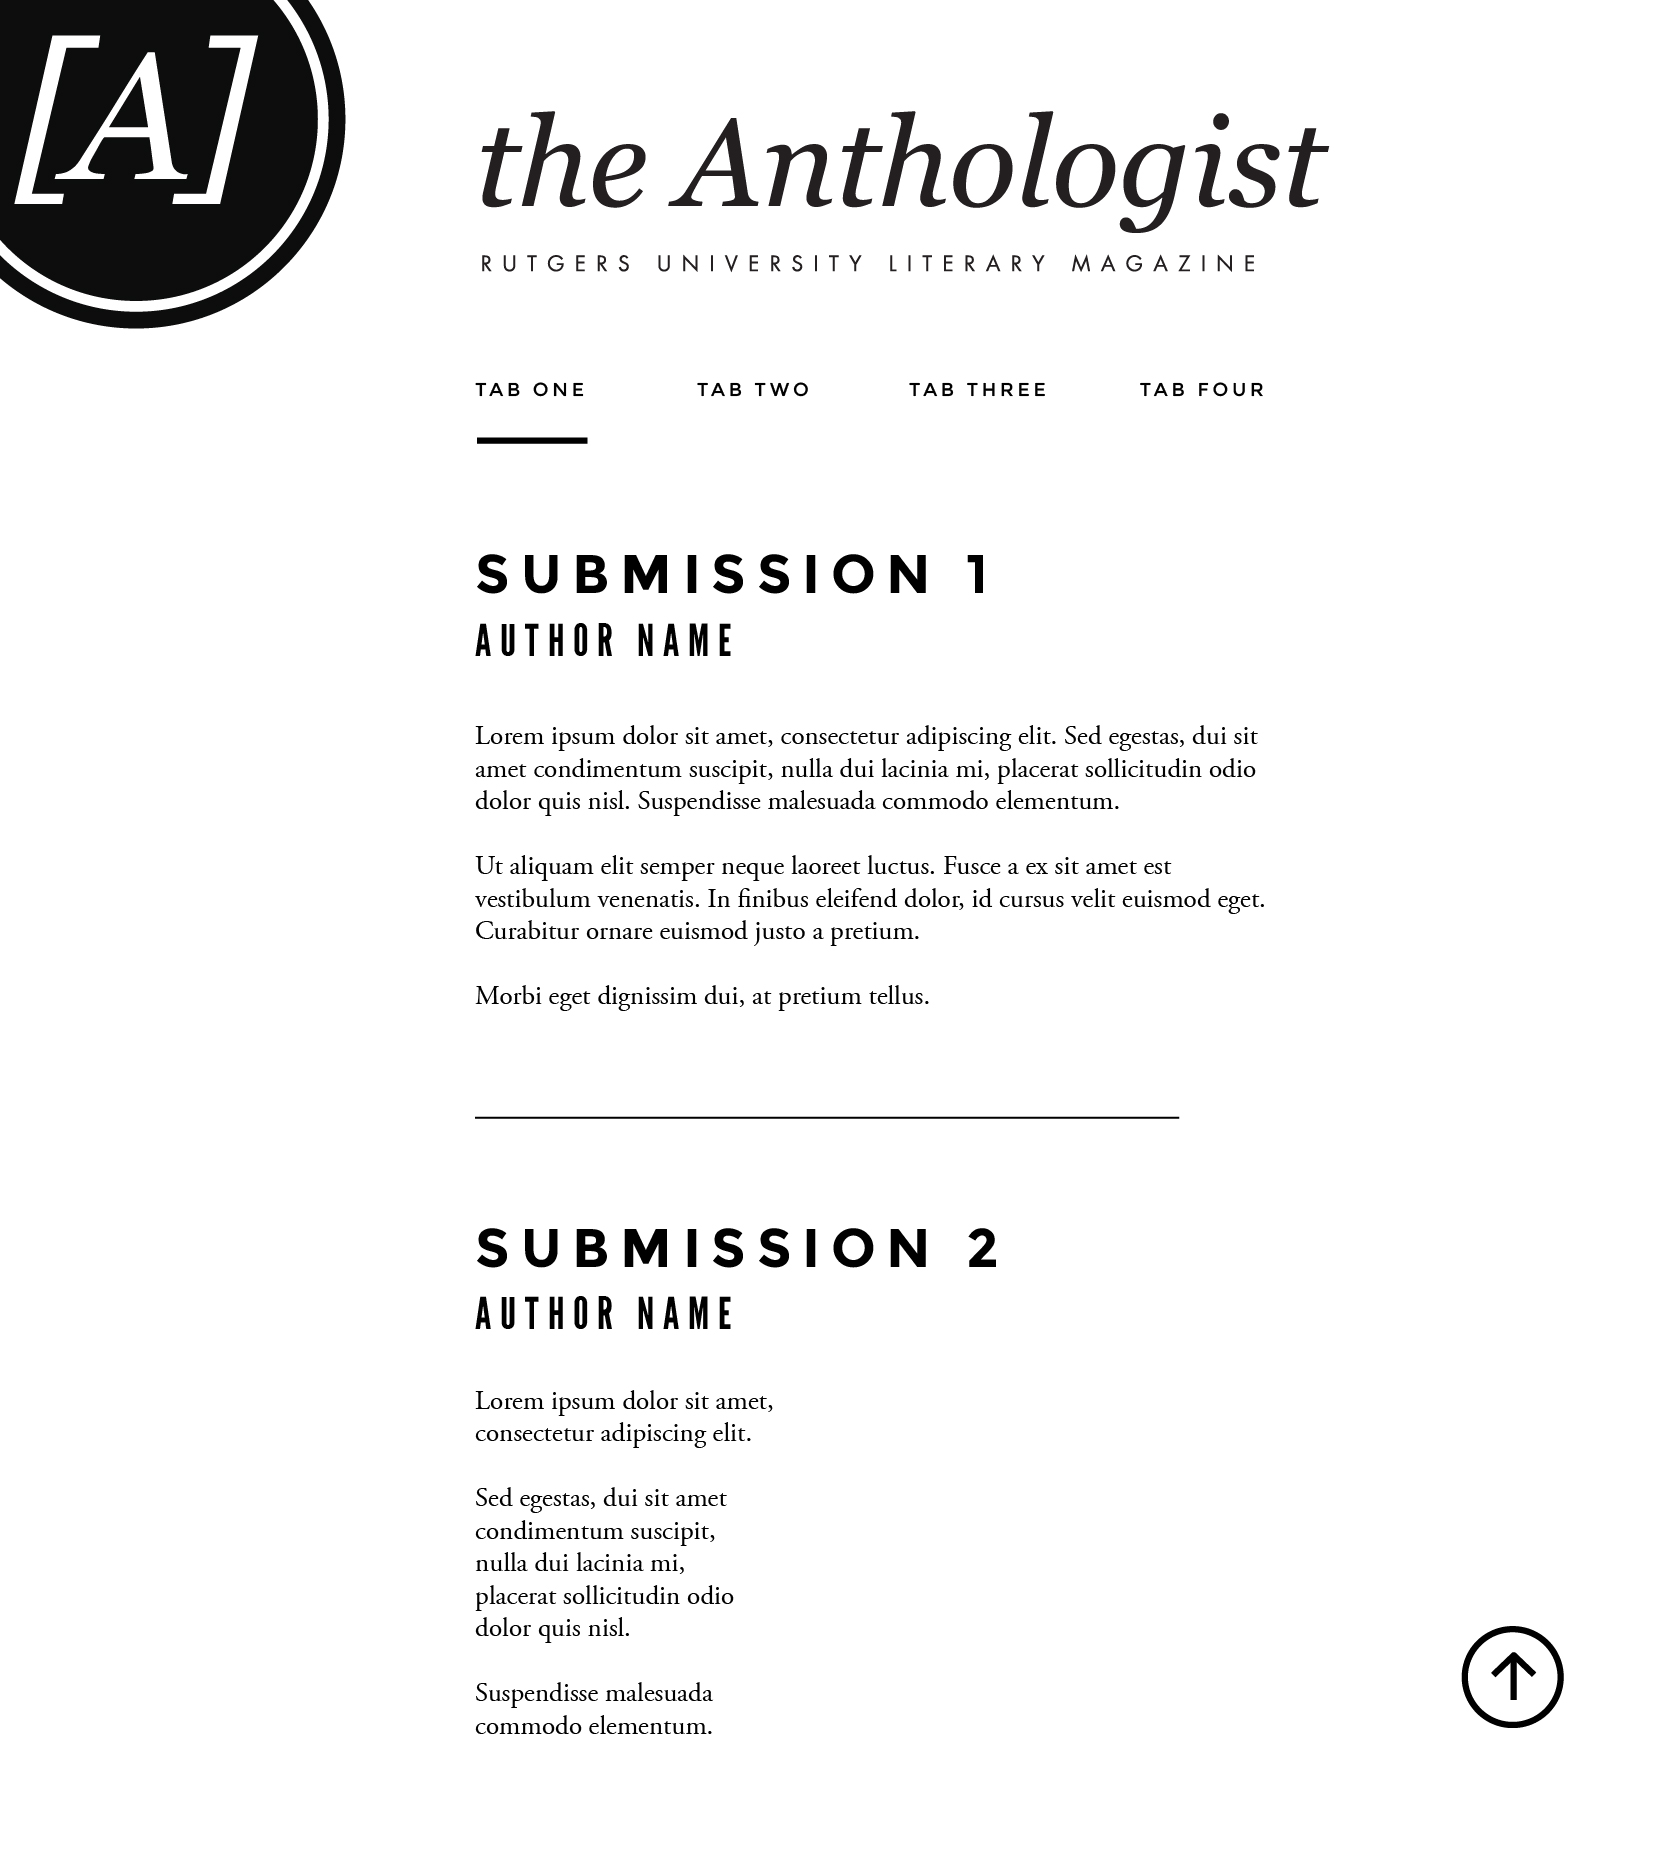 [A]
the Anthologist
RUTGERS UNIVERSITY LITERARY MAGAZINE
TAB ONE TAB TWO TAB THREE TAB FOUR
SUBMISSION 1
AUTHOR NAME
Lorem ipsum dolor sit amet, consectetur adipiscing elit. Sed egestas, dui sit
amet condimentum suscipit, nulla dui lacinia mi, placerat sollicitudin odio
dolor quis nisl. Suspendisse malesuada commodo elementum.
Ut aliquam elit semper neque laoreet luctus. Fusce a ex sit amet est
vestibulum venenatis. In finibus eleifend dolor, id cursus velit euismod eget.
Curabitur ornare euismod justo a pretium.
Morbi eget dignissim dui, at pretium tellus.
SUBMISSION 2
AUTHOR NAME
Lorem ipsum dolor sit amet,
consectetur adipiscing elit.
Sed egestas, dui sit amet
condimentum suscipit,
nulla dui lacinia mi,
placerat sollicitudin odio
dolor quis nisl.
Suspendisse malesuada
commodo elementum.